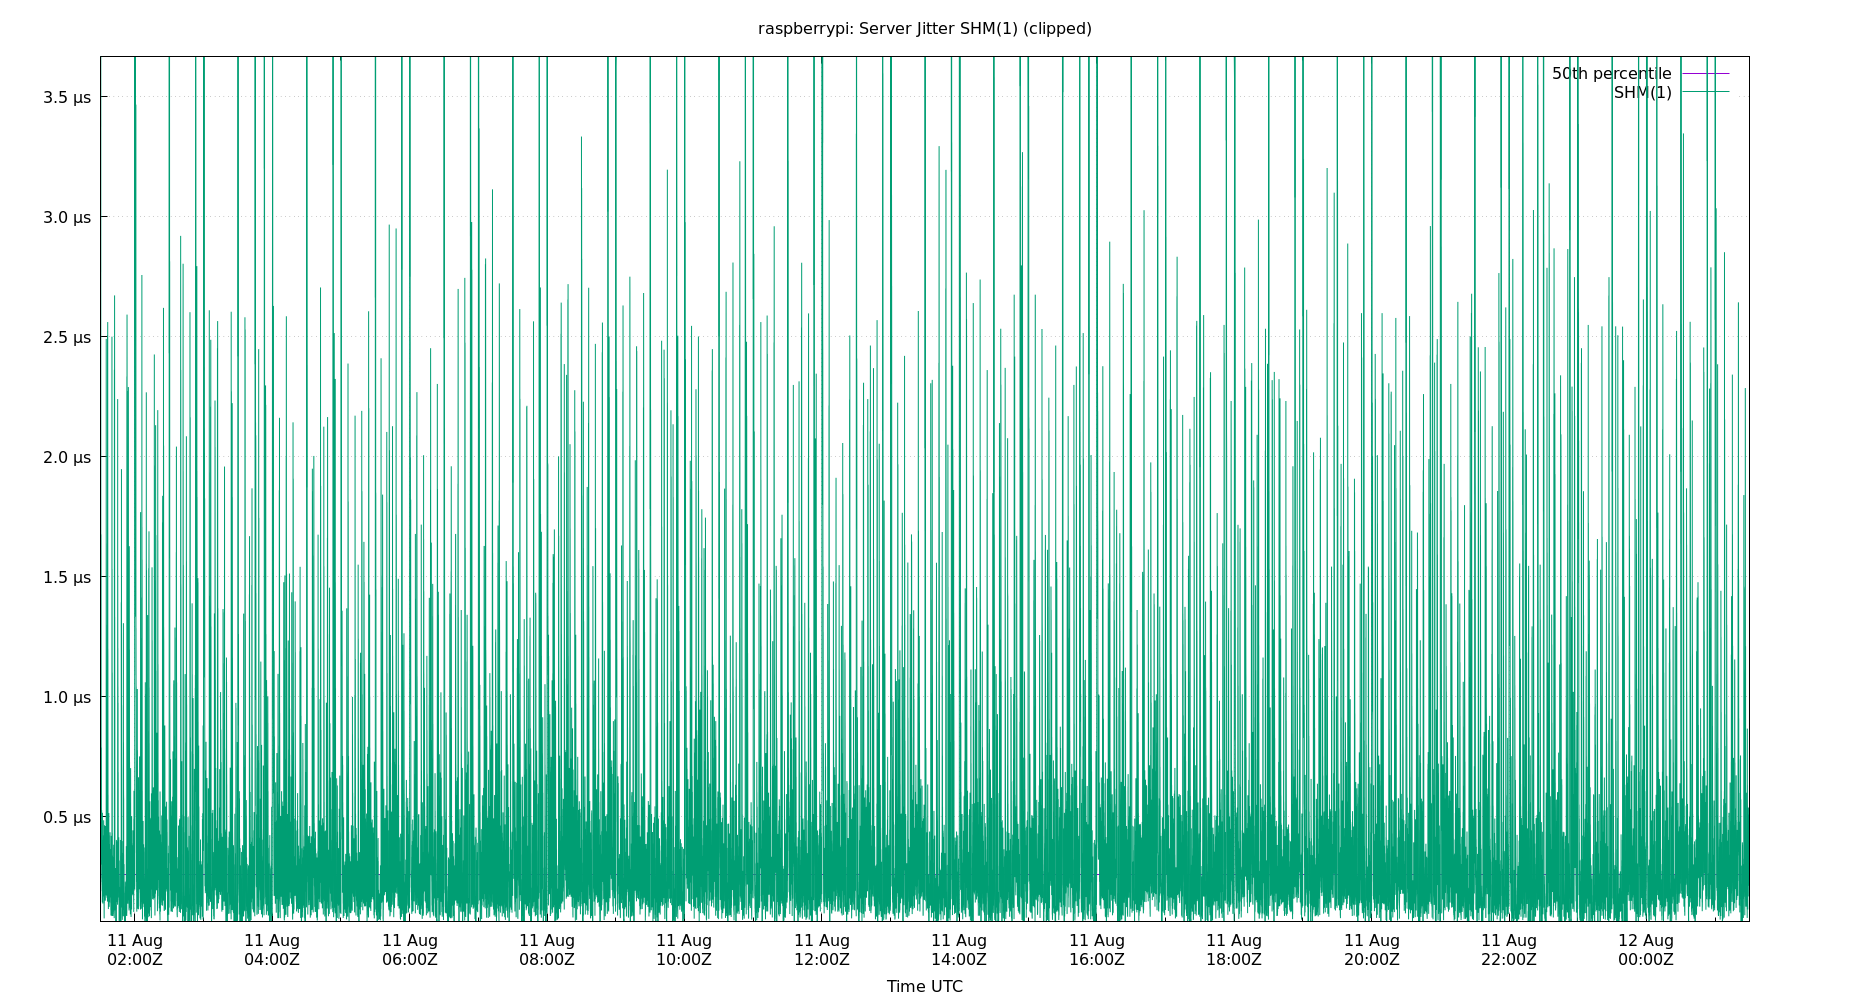 raspberrypi: Server Jitter SHM(1) (clipped)
50th percentile
SHM(1)
3.5 µs
3.0 µs
2.5 µs
2.0 µs
1.5 µs
1.0 µs
0.5 µs
11 Aug 11 Aug 11 Aug 11 Aug 11 Aug 11 Aug 11 Aug 11 Aug 11 Aug 11 Aug 11 Aug 12 Aug
02:00Z 04:00Z 06:00Z 08:00Z 10:00Z 12:00Z 14:00Z 16:00Z 18:00Z 20:00Z 22:00Z 00:00Z
Time UTC